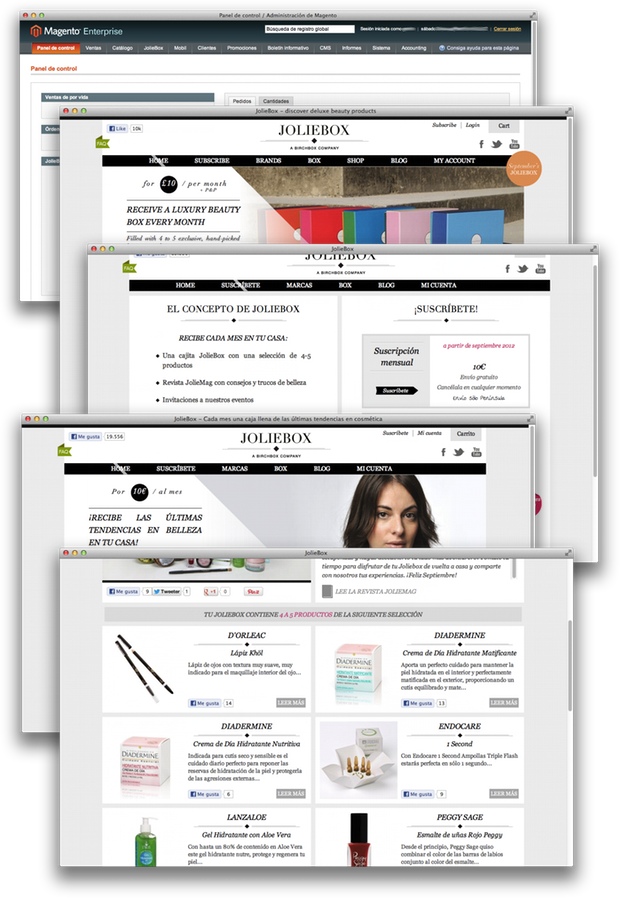 Panel de control / Administración de Magento
Magento Enterprise
Búsqueda de registro global
Sesión iniciada como
sábado
Cerrar sesión
Panel de control Ventas Catálogo JolieBox Mobil Clientes Promociones Boletín informativo CMS Informes Sistema Accounting Consiga ayuda para esta página
Panel de control
Ventas de por vida
Pedidos Cantidades
JolieBox – discover deluxe beauty products
Like 10k
FAQ
JOLIEBOX
A BIRCHBOX COMPANY
Subscribe | Login Cart
HOME SUBSCRIBE BRANDS BOX SHOP BLOG MY ACCOUNT
September's
JOLIEBOX
for £10 / per month
+ P&P
RECEIVE A LUXURY BEAUTY
BOX EVERY MONTH
Filled with 4 to 5 exclusive, hand-picked
JolieBox
FAQ
JOLIEBOX
A BIRCHBOX COMPANY
HOME SUSCRÍBETE MARCAS BOX BLOG MI CUENTA
EL CONCEPTO DE JOLIEBOX
RECIBE CADA MES EN TU CASA:
Una cajita JolieBox con una selección de 4-5
productos
Revista JolieMag con consejos y trucos de belleza
Invitaciones a nuestros eventos
¡SUSCRÍBETE!
Suscripción
mensual
Suscríbete
a partir de septiembre 2012
10€
Envío gratuito
Cancélala en cualquier momento
Envío Sólo Península
JolieBox – Cada mes una caja llena de las últimas tendencias en cosmética
Me gusta 19.556
FAQ
JOLIEBOX
A BIRCHBOX COMPANY
Suscríbete | Mi cuenta Carrito
HOME SUSCRÍBETE MARCAS BOX BLOG MI CUENTA
Por 10€ / al mes
¡RECIBE LAS ÚLTIMAS
TENDENCIAS EN BELLEZA
EN TU CASA!
JolieBox
tiempo para disfrutar de tu Joliebox de vuelta a casa y comparte
con nosotros tus experiencias. ¡Feliz Septiembre!
LEE LA REVISTA JOLIEMAG
Me gusta 9 Twitter 1 +1 0 Pin it
TU JOLIEBOX CONTIENE 4 A 5 PRODUCTOS DE LA SIGUIENTE SELECCIÓN
D'ORLEAC
Lápiz Khöl
Lápiz de ojos con textura muy suave, muy
indicado para el maquillaje interior del ojo...
Me gusta 14 LEER MÁS
DIADERMINE
Crema de Día Hidratante Matificante
Aporta un perfecto cuidado para mantener la
piel hidratada en el interior y perfectamente
matificada en el exterior, proporcionando un
cutis equilibrado y mate...
Me gusta 13 LEER MÁS
DIADERMINE
Crema de Día Hidratante Nutritiva
Indicada para cutis seco y sensible es el
cuidado diario perfecto para reponer las
reservas de hidratación de la piel y protegerla
de las agresiones externas...
Me gusta 6 LEER MÁS
ENDOCARE
1 Second
Con Endocare 1 Second Ampollas Triple Flash
estarás perfecta en sólo 1 segundo...
Me gusta 9 LEER MÁS
LANZALOE
Gel Hidratante con Aloe Vera
Con hasta un 80% de contenido en Aloe Vera
este gel hidratante nutre, protege y regenera tu
piel...
PEGGY SAGE
Esmalte de uñas Rojo Peggy
Desde el principio, Peggy Sage quiso
combinar el color de las barras de labios
conjunto al color del esmalte...